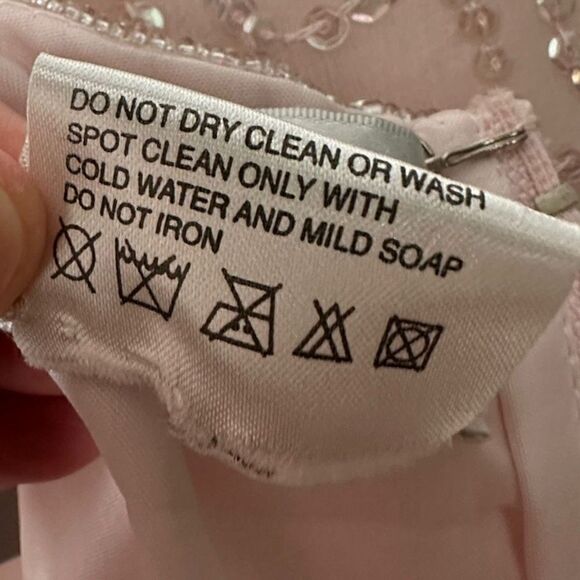 DO NOT DRY CLEAN OR WASH
SPOT CLEAN ONLY WITH
COLD WATER AND MILD SOAP
DO NOT IRON